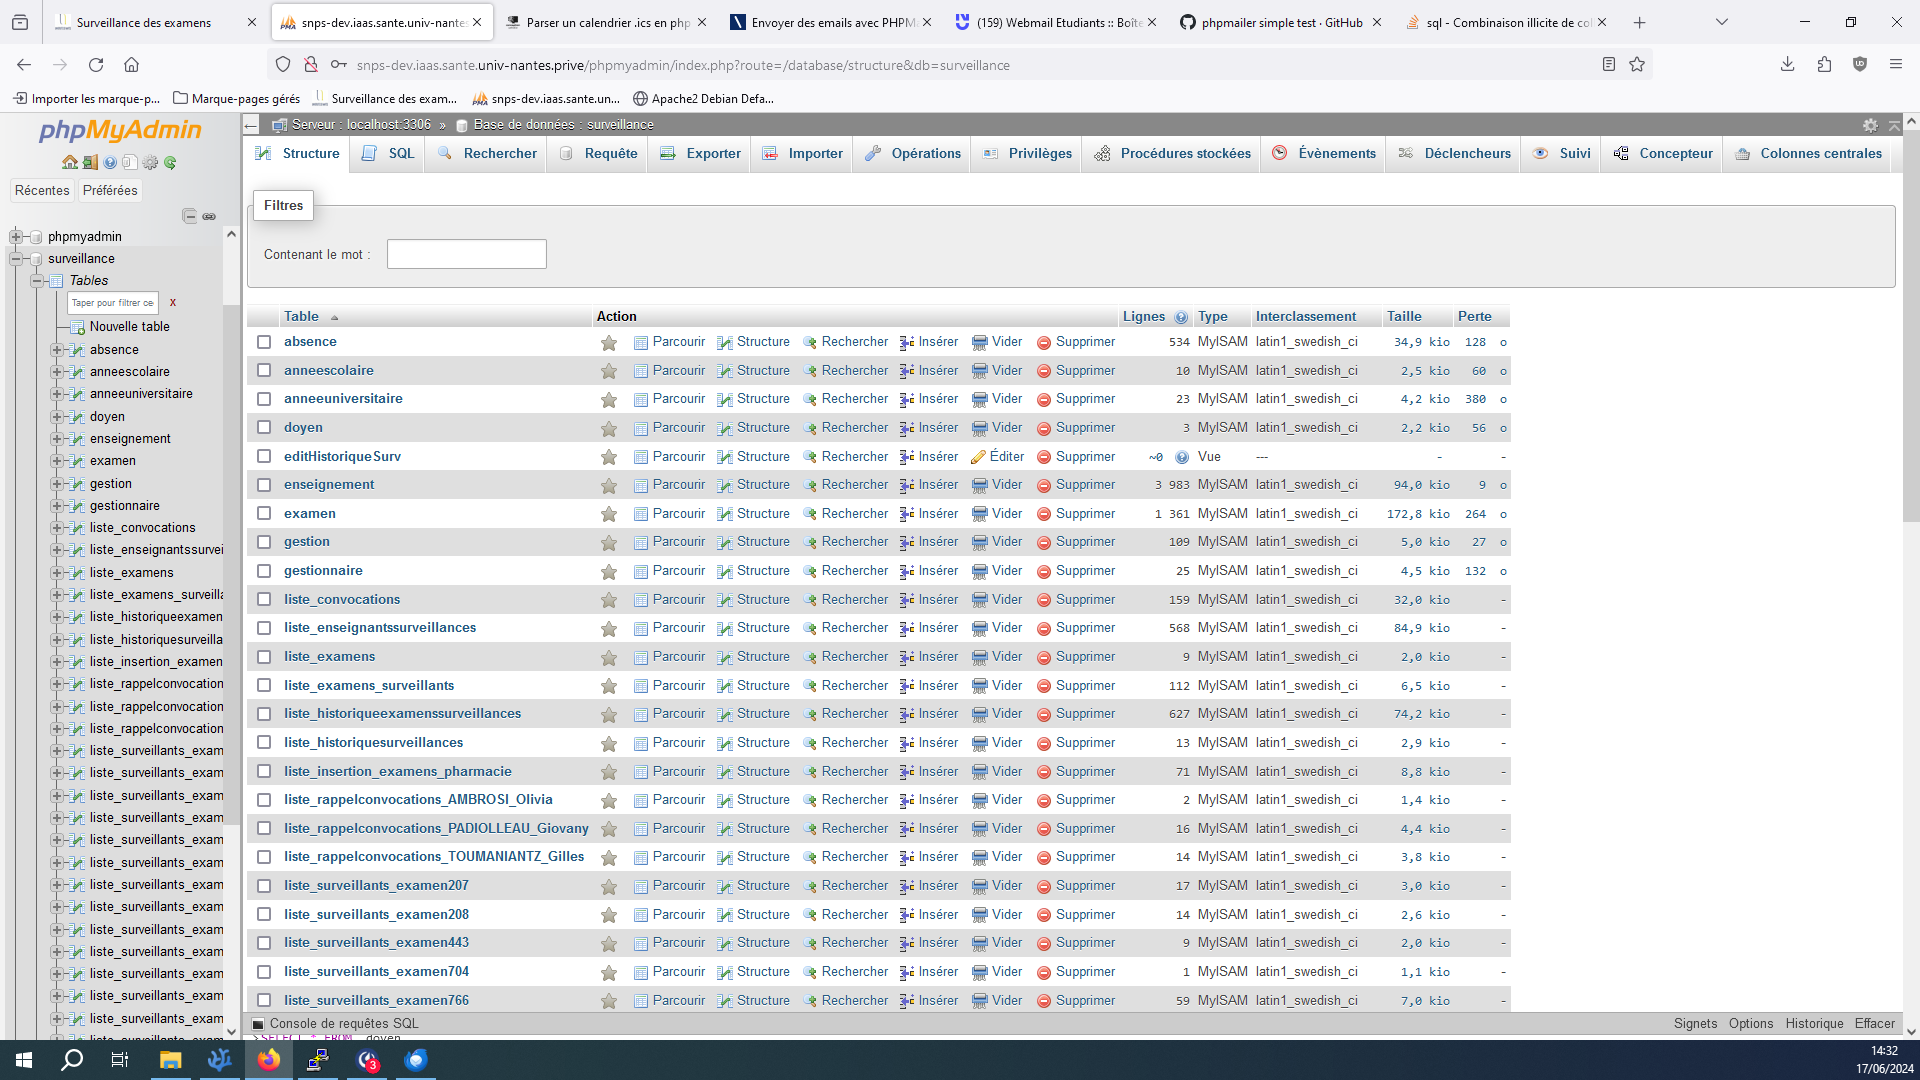 Surveillance des examens
snps-dev.iaas.sante.univ-nantes
Parser un calendrier .ics en php
Envoyer des emails avec PHPMa
(159) Webmail Etudiants :: Boîte
phpmailer simple test · GitHub
sql - Combinaison illicite de col
snps-dev.iaas.sante.univ-nantes.prive/phpmyadmin/index.php?route=/database/structure&db=surveillance
Importer les marque-p...
Marque-pages gérés
Surveillance des exam...
snps-dev.iaas.sante.un...
Apache2 Debian Defa...
phpMyAdmin
Récentes
Préférées
phpmyadmin
surveillance
Tables
Taper pour filtrer ce
X
Nouvelle table
absence
anneescolaire
anneeuniversitaire
doyen
enseignement
examen
gestion
gestionnaire
liste_convocations
liste_enseignantssurvei
liste_examens
liste_examens_surveilla
liste_historiqueexamen
liste_historiquesurveilla
liste_insertion_examen
liste_rappelconvocation
liste_rappelconvocation
liste_rappelconvocation
liste_surveillants_exam
liste_surveillants_exam
liste_surveillants_exam
liste_surveillants_exam
liste_surveillants_exam
liste_surveillants_exam
liste_surveillants_exam
liste_surveillants_exam
liste_surveillants_exam
liste_surveillants_exam
liste_surveillants_exam
liste_surveillants_exam
liste_surveillants_exam
Serveur : localhost:3306 » Base de données : surveillance
Structure SQL Rechercher Requête Exporter Importer Opérations Privilèges Procédures stockées Évènements Déclencheurs Suivi Concepteur Colonnes centrales
Filtres
Contenant le mot :
Table Action Lignes Type Interclassement Taille Perte
absence Parcourir Structure Rechercher Insérer Vider Supprimer 534 MyISAM latin1_swedish_ci 34,9 kio 128 o
anneescolaire Parcourir Structure Rechercher Insérer Vider Supprimer 10 MyISAM latin1_swedish_ci 2,5 kio 60 o
anneeuniversitaire Parcourir Structure Rechercher Insérer Vider Supprimer 23 MyISAM latin1_swedish_ci 4,2 kio 380 o
doyen Parcourir Structure Rechercher Insérer Vider Supprimer 3 MyISAM latin1_swedish_ci 2,2 kio 56 o
editHistoriqueSurv Parcourir Structure Rechercher Insérer Éditer Supprimer ~0 Vue --- - -
enseignement Parcourir Structure Rechercher Insérer Vider Supprimer 3 983 MyISAM latin1_swedish_ci 94,0 kio 9 o
examen Parcourir Structure Rechercher Insérer Vider Supprimer 1 361 MyISAM latin1_swedish_ci 172,8 kio 264 o
gestion Parcourir Structure Rechercher Insérer Vider Supprimer 109 MyISAM latin1_swedish_ci 5,0 kio 27 o
gestionnaire Parcourir Structure Rechercher Insérer Vider Supprimer 25 MyISAM latin1_swedish_ci 4,5 kio 132 o
liste_convocations Parcourir Structure Rechercher Insérer Vider Supprimer 159 MyISAM latin1_swedish_ci 32,0 kio -
liste_enseignantssurveillances Parcourir Structure Rechercher Insérer Vider Supprimer 568 MyISAM latin1_swedish_ci 84,9 kio -
liste_examens Parcourir Structure Rechercher Insérer Vider Supprimer 9 MyISAM latin1_swedish_ci 2,0 kio -
liste_examens_surveillants Parcourir Structure Rechercher Insérer Vider Supprimer 112 MyISAM latin1_swedish_ci 6,5 kio -
liste_historiqueexamenssurveillances Parcourir Structure Rechercher Insérer Vider Supprimer 627 MyISAM latin1_swedish_ci 74,2 kio -
liste_historiquesurveillances Parcourir Structure Rechercher Insérer Vider Supprimer 13 MyISAM latin1_swedish_ci 2,9 kio -
liste_insertion_examens_pharmacie Parcourir Structure Rechercher Insérer Vider Supprimer 71 MyISAM latin1_swedish_ci 8,8 kio -
liste_rappelconvocations_AMBROSI_Olivia Parcourir Structure Rechercher Insérer Vider Supprimer 2 MyISAM latin1_swedish_ci 1,4 kio -
liste_rappelconvocations_PADIOLLEAU_Giovany Parcourir Structure Rechercher Insérer Vider Supprimer 16 MyISAM latin1_swedish_ci 4,4 kio -
liste_rappelconvocations_TOUMANIANTZ_Gilles Parcourir Structure Rechercher Insérer Vider Supprimer 14 MyISAM latin1_swedish_ci 3,8 kio -
liste_surveillants_examen207 Parcourir Structure Rechercher Insérer Vider Supprimer 17 MyISAM latin1_swedish_ci 3,0 kio -
liste_surveillants_examen208 Parcourir Structure Rechercher Insérer Vider Supprimer 14 MyISAM latin1_swedish_ci 2,6 kio -
liste_surveillants_examen443 Parcourir Structure Rechercher Insérer Vider Supprimer 9 MyISAM latin1_swedish_ci 2,0 kio -
liste_surveillants_examen704 Parcourir Structure Rechercher Insérer Vider Supprimer 1 MyISAM latin1_swedish_ci 1,1 kio -
liste_surveillants_examen766 Parcourir Structure Rechercher Insérer Vider Supprimer 59 MyISAM latin1_swedish_ci 7,0 kio -
Console de requêtes SQL Signets Options Historique Effacer
>SELECT * FROM doyen
3
14:32
17/06/2024